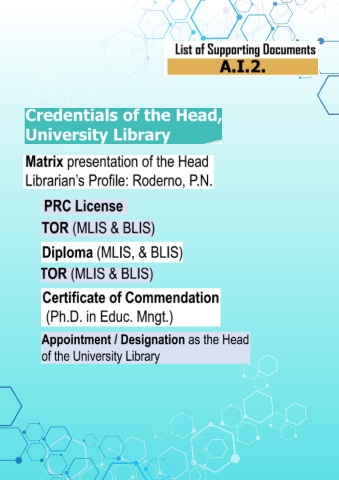 List of Supporting Documents
A.I.2.
Credentials of the Head,
University Library
Matrix presentation of the Head
Librarian's Profile: Roderno, P.N.
PRC License
TOR (MLIS & BLIS)
Diploma (MLIS, & BLIS)
TOR (MLIS & BLIS)
Certificate of Commendation
(Ph.D. in Educ. Mngt.)
Appointment / Designation as the Head
of the University Library